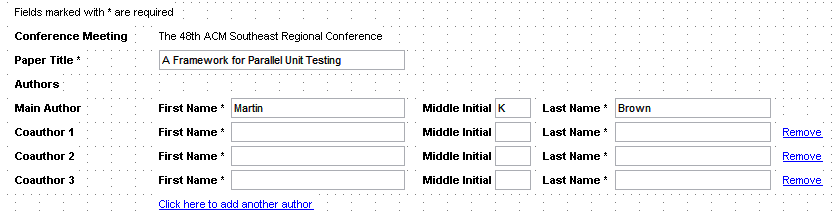 Fields marked with * are required
Conference Meeting The 48th ACM Southeast Regional Conference
Paper Title * A Framework for Parallel Unit Testing
Authors
Main Author First Name * Martin Middle Initial K Last Name * Brown
Coauthor 1 First Name * Middle Initial Last Name * Remove
Coauthor 2 First Name * Middle Initial Last Name * Remove
Coauthor 3 First Name * Middle Initial Last Name * Remove
Click here to add another author